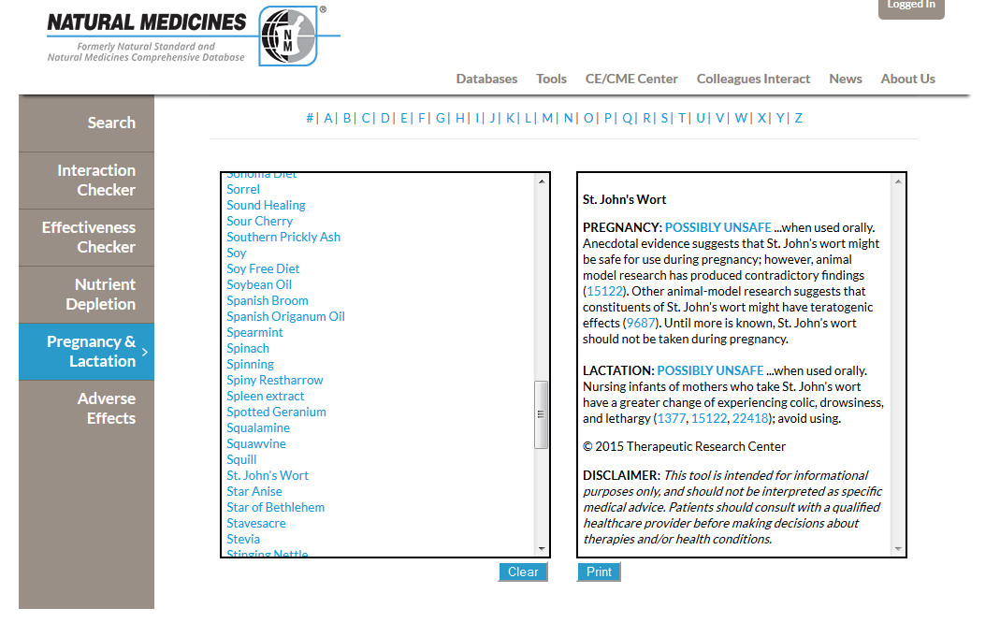 Logged In
NATURAL MEDICINES
®
NM
Formerly Natural Standard and
Natural Medicines Comprehensive Database
Databases Tools CE/CME Center Colleagues Interact News About Us
Search
Interaction
Checker
Effectiveness
Checker
Nutrient
Depletion
Pregnancy & >
Lactation
Adverse
Effects
#| A| B| C| D| E| F| G| H| I| J| K| L| M| N| O| P| Q| R| S| T| U| V| W| X| Y| Z
Sonoma Diet
Sorrel
Sound Healing
Sour Cherry
Southern Prickly Ash
Soy
Soy Free Diet
Soybean Oil
Spanish Broom
Spanish Origanum Oil
Spearmint
Spinach
Spinning
Spiny Restharrow
Spleen extract
Spotted Geranium
Squalamine
Squawvine
Squill
St. John's Wort
Star Anise
Star of Bethlehem
Stavesacre
Stevia
Stinging Nettle
Clear
St. John's Wort
PREGNANCY: POSSIBLY UNSAFE ...when used orally.
Anecdotal evidence suggests that St. John's wort might
be safe for use during pregnancy; however, animal
model research has produced contradictory findings
(15122). Other animal-model research suggests that
constituents of St. John's wort might have teratogenic
effects (9687). Until more is known, St. John's wort
should not be taken during pregnancy.
LACTATION: POSSIBLY UNSAFE ...when used orally.
Nursing infants of mothers who take St. John's wort
have a greater change of experiencing colic, drowsiness,
and lethargy (1377, 15122, 22418); avoid using.
© 2015 Therapeutic Research Center
DISCLAIMER: This tool is intended for informational
purposes only, and should not be interpreted as specific
medical advice. Patients should consult with a qualified
healthcare provider before making decisions about
therapies and/or health conditions.
Print